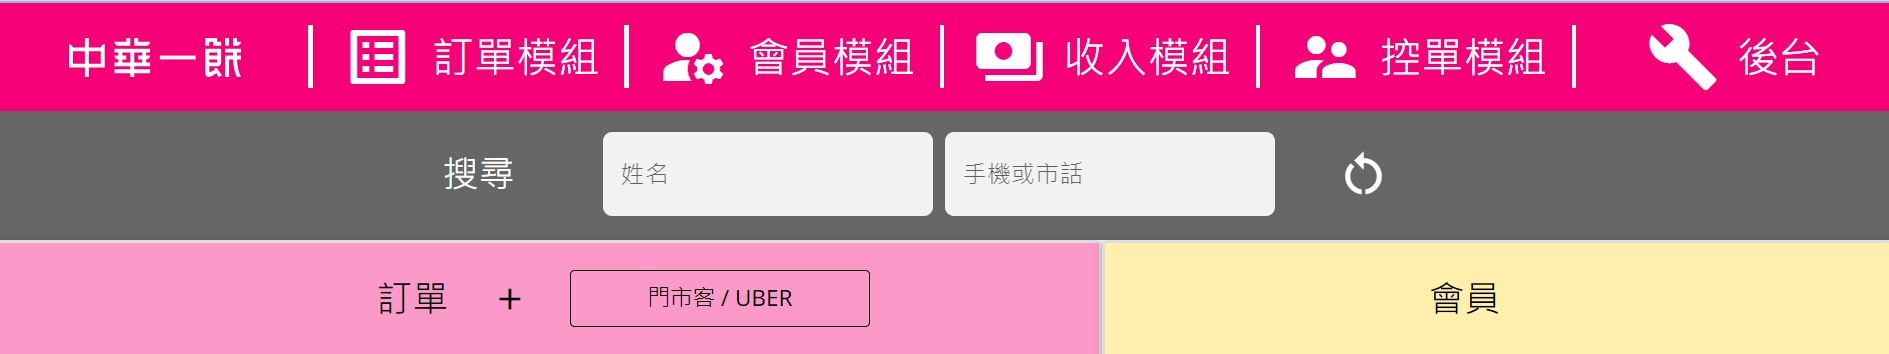 中華一餅 訂單模組 會員模組 收入模組 控單模組 後台
搜尋 姓名 手機或市話
訂單 + 門市客 / UBER 會員